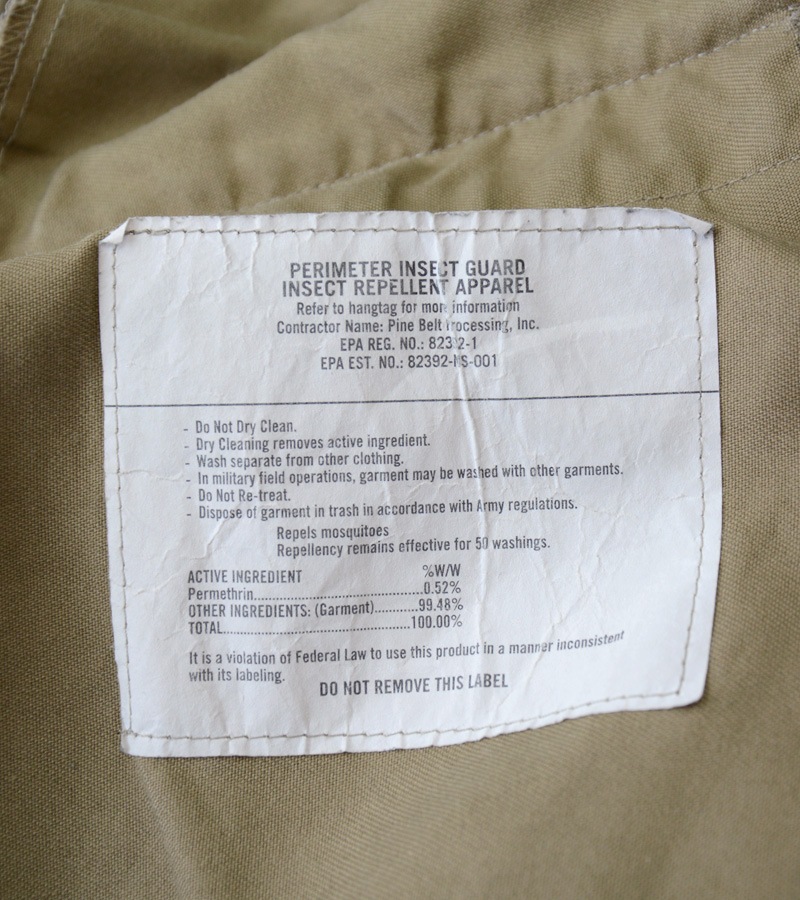 PERIMETER INSECT GUARD
INSECT REPELLENT APPAREL
Refer to hangtag for more information
Contractor Name: Pine Belt Processing, Inc.
EPA REG. NO.:
EPA EST. NO.:
- Do Not Dry Clean.
- Dry Cleaning removes active ingredient.
- Wash separate from other clothing.
- In military field operations, garment may be washed with other garments.
- Do Not Re-treat.
- Dispose of garment in trash in accordance with Army regulations.
Repels mosquitoes
Repellency remains effective for 50 washings.
ACTIVE INGREDIENT %W/W
Permethrin..............................0.52%
OTHER INGREDIENTS: (Garment)...........99.48%
TOTAL.................................100.00%
It is a violation of Federal Law to use this product in a manner inconsistent
with its labeling.
DO NOT REMOVE THIS LABEL